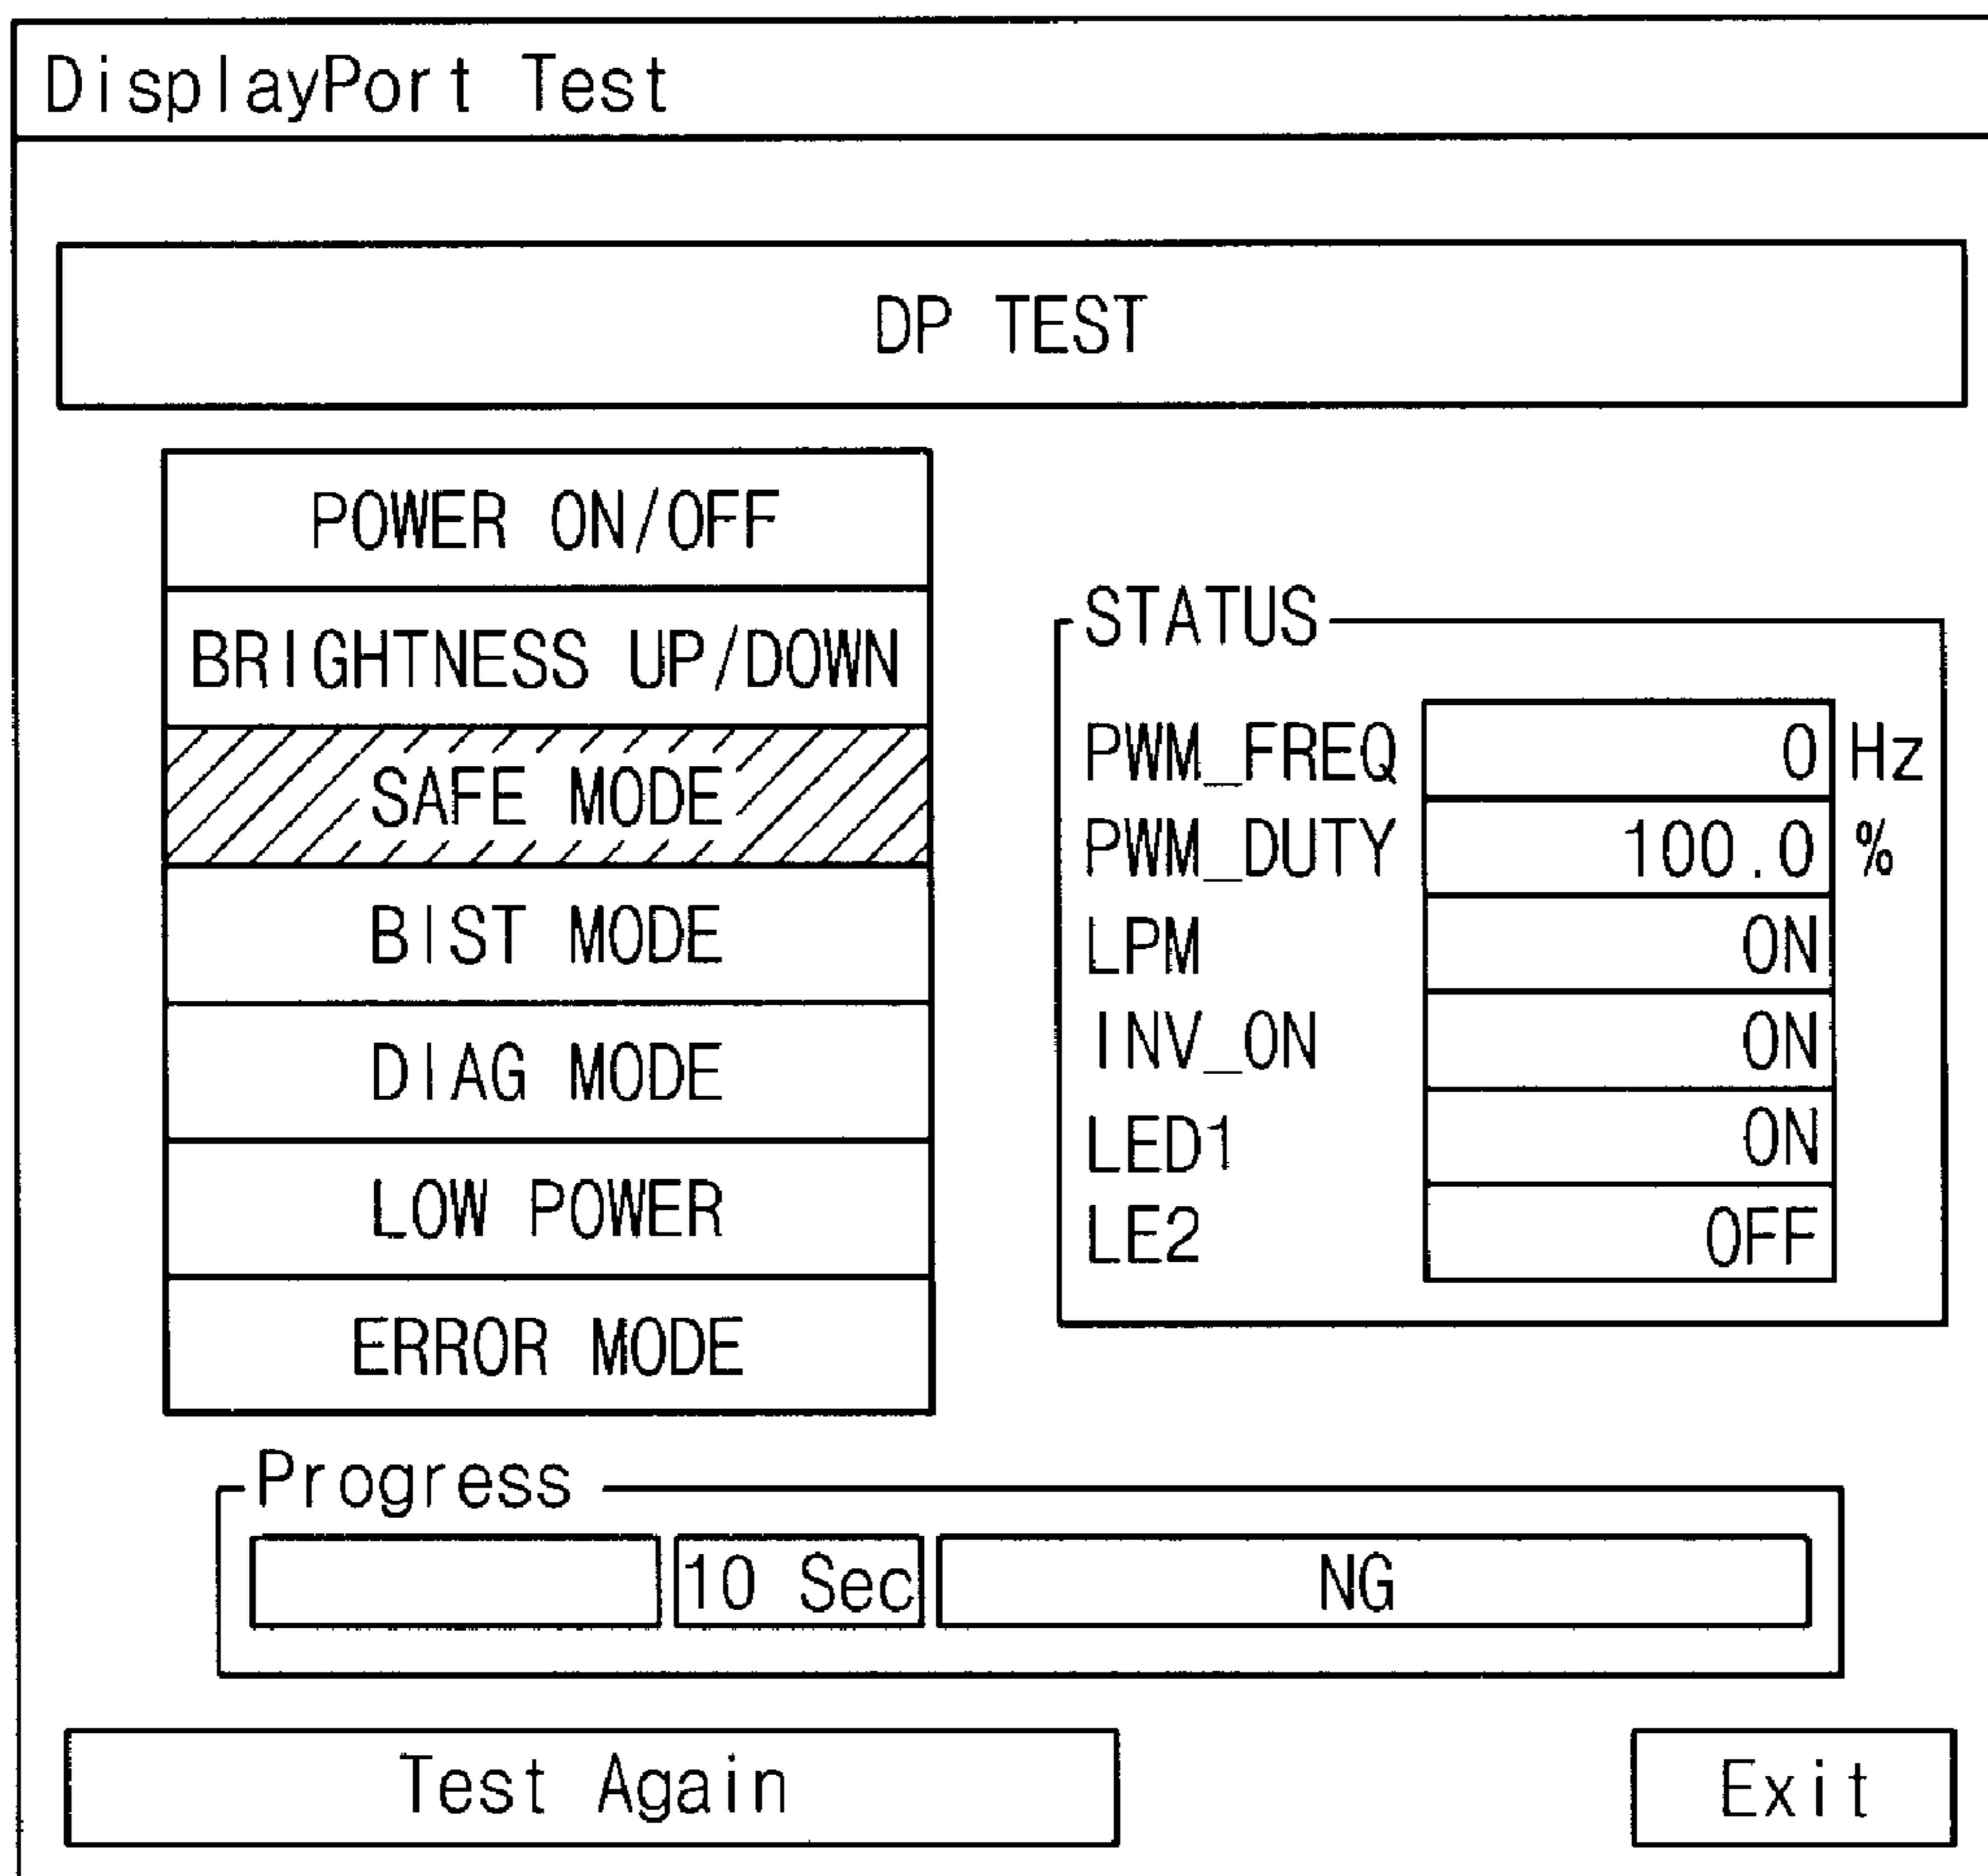 DisplayPort Test
DP TEST
POWER ON/OFF
BRIGHTNESS UP/DOWN
SAFE MODE
BIST MODE
DIAG MODE
LOW POWER
ERROR MODE
STATUS
PWM_FREQ 0 Hz
PWM_DUTY 100.0 %
LPM ON
INV_ON ON
LED1 ON
LE2 OFF
Progress
10 Sec NG
Test Again Exit